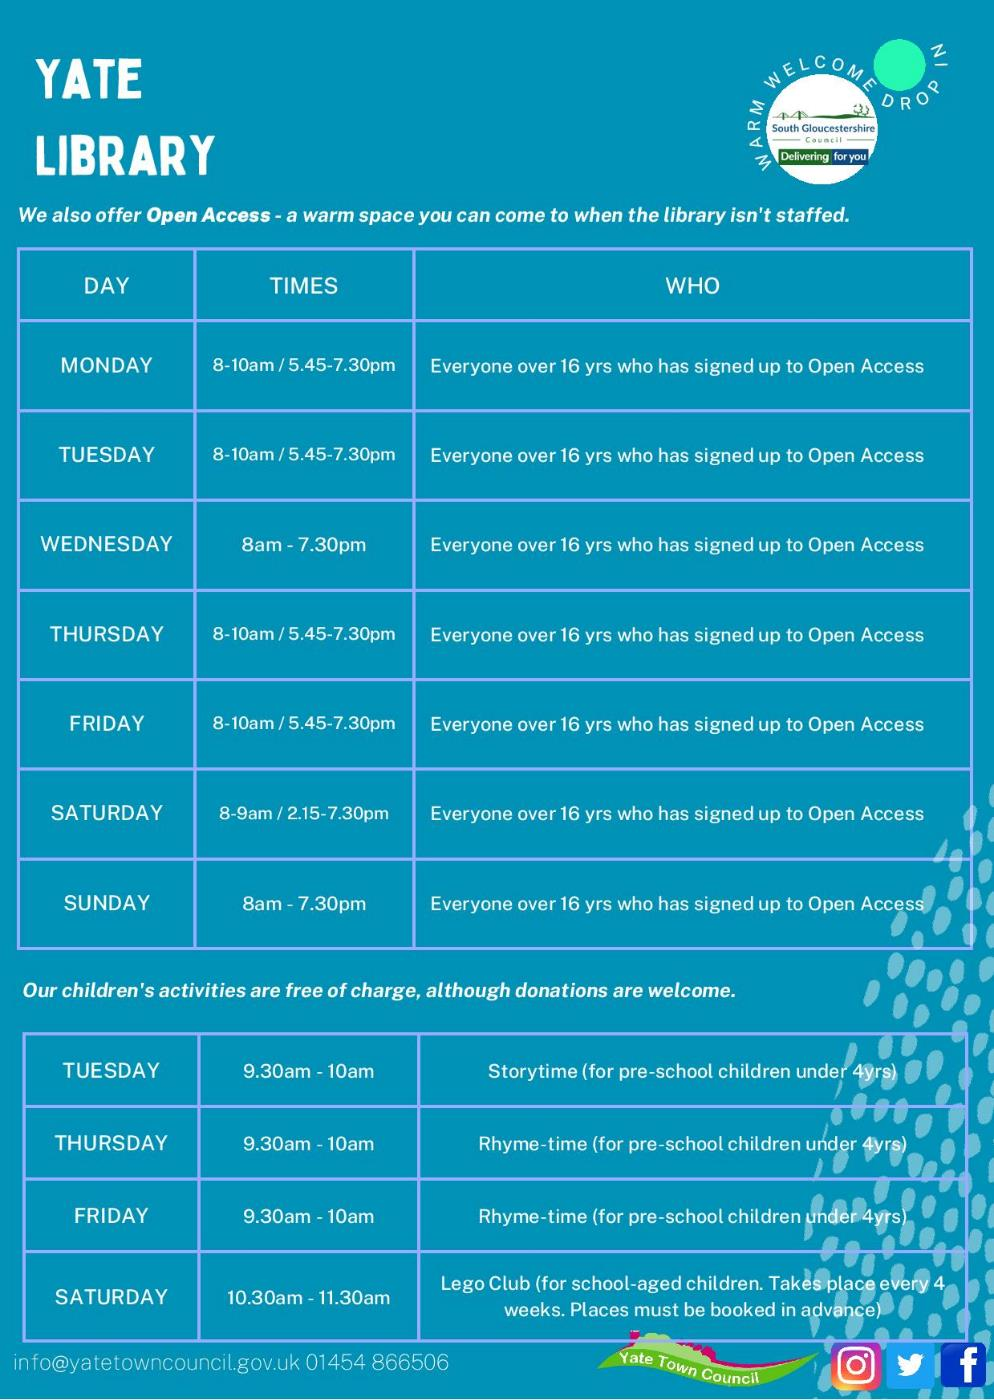 YATE
LIBRARY
WARM WELCOME DROP IN
South Gloucestershire
Council
Delivering for you
We also offer Open Access - a warm space you can come to when the library isn't staffed.
DAY TIMES WHO
MONDAY 8-10am / 5.45-7.30pm Everyone over 16 yrs who has signed up to Open Access
TUESDAY 8-10am / 5.45-7.30pm Everyone over 16 yrs who has signed up to Open Access
WEDNESDAY 8am - 7.30pm Everyone over 16 yrs who has signed up to Open Access
THURSDAY 8-10am / 5.45-7.30pm Everyone over 16 yrs who has signed up to Open Access
FRIDAY 8-10am / 5.45-7.30pm Everyone over 16 yrs who has signed up to Open Access
SATURDAY 8-9am / 2.15-7.30pm Everyone over 16 yrs who has signed up to Open Access
SUNDAY 8am - 7.30pm Everyone over 16 yrs who has signed up to Open Access
Our children's activities are free of charge, although donations are welcome.
TUESDAY 9.30am - 10am Storytime (for pre-school children under 4yrs)
THURSDAY 9.30am - 10am Rhyme-time (for pre-school children under 4yrs)
FRIDAY 9.30am - 10am Rhyme-time (for pre-school children under 4yrs)
SATURDAY 10.30am - 11.30am Lego Club (for school-aged children. Takes place every 4
weeks. Places must be booked in advance)
info@yatetowncouncil.gov.uk 01454 866506
Yate Town Council